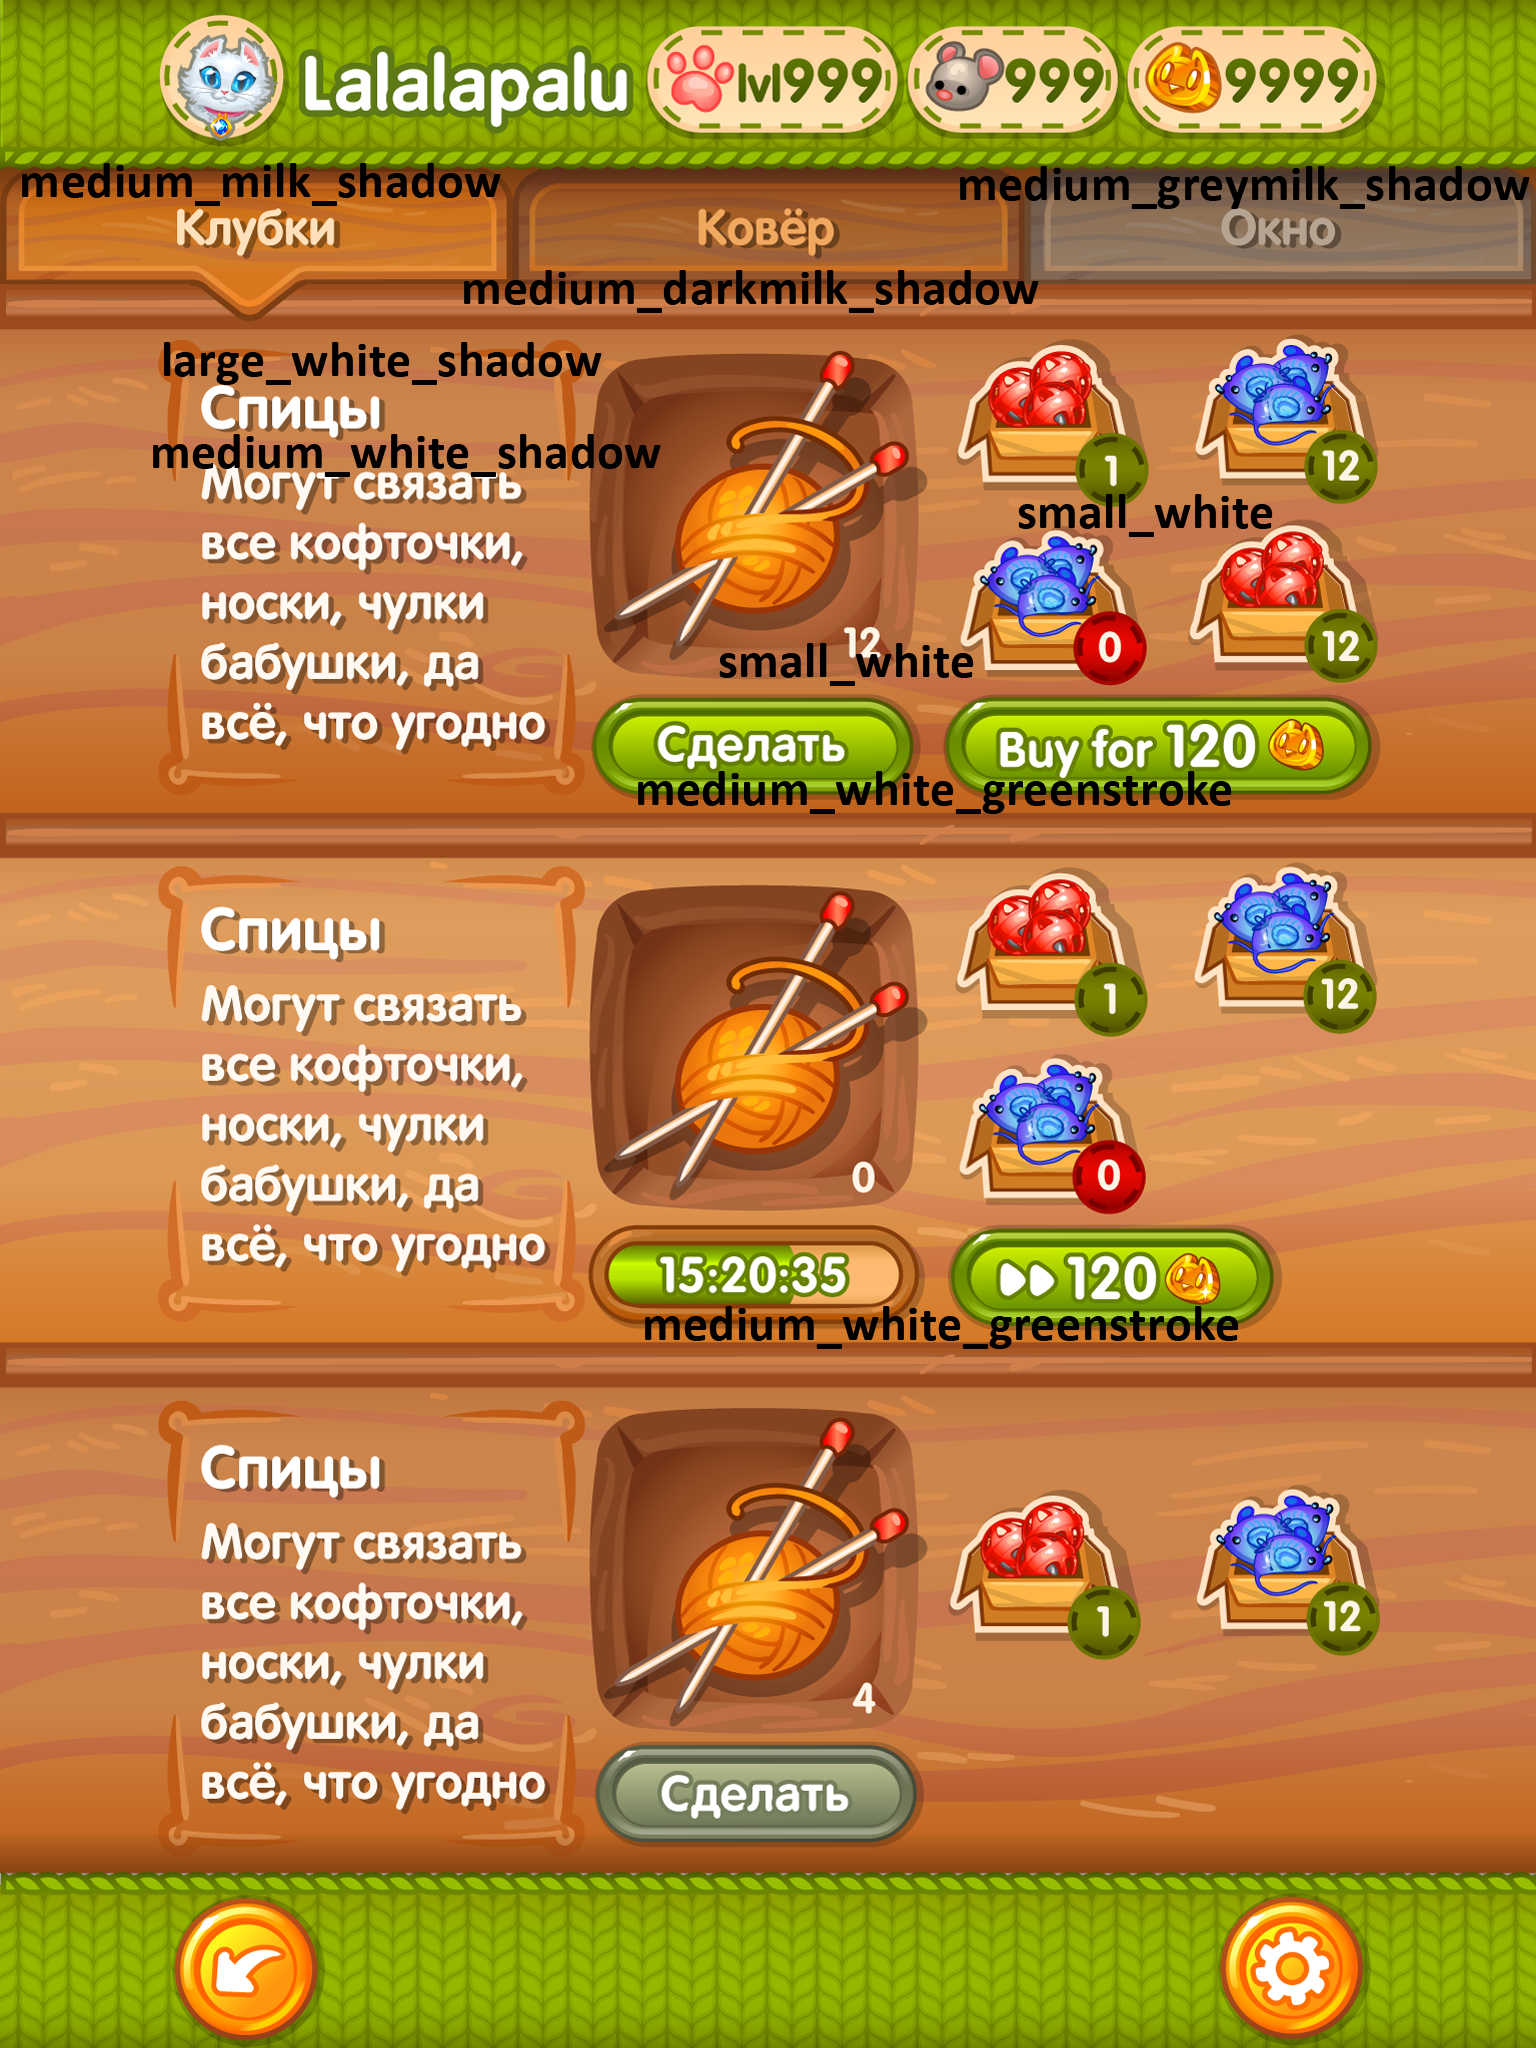 Lalalapalu lvl999 999 9999
medium_milk_shadow
medium_greymilk_shadow
Клубки Ковёр Окно
medium_darkmilk_shadow
large_white_shadow
Спицы
medium_white_shadow
Могут связать
все кофточки,
носки, чулки
бабушки, да
всё, что угодно
1 12
small_white
0 12
12
small_white
Сделать Buy for 120
medium_white_greenstroke
Спицы
Могут связать
все кофточки,
носки, чулки
бабушки, да
всё, что угодно
1 12
0
0
15:20:35 120
medium_white_greenstroke
Спицы
Могут связать
все кофточки,
носки, чулки
бабушки, да
всё, что угодно
1 12
4
Сделать